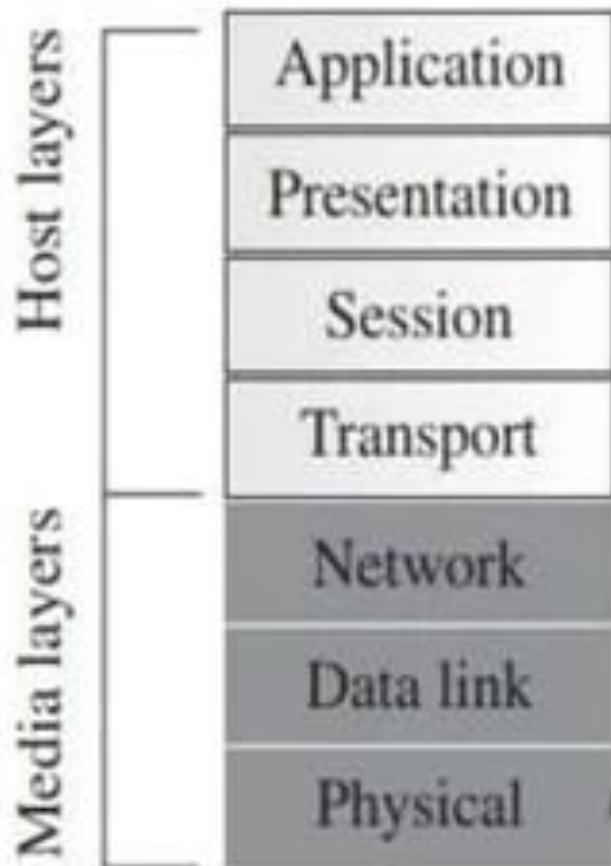 Host layers
Application
Presentation
Session
Transport
Media layers
Network
Data link
Physical